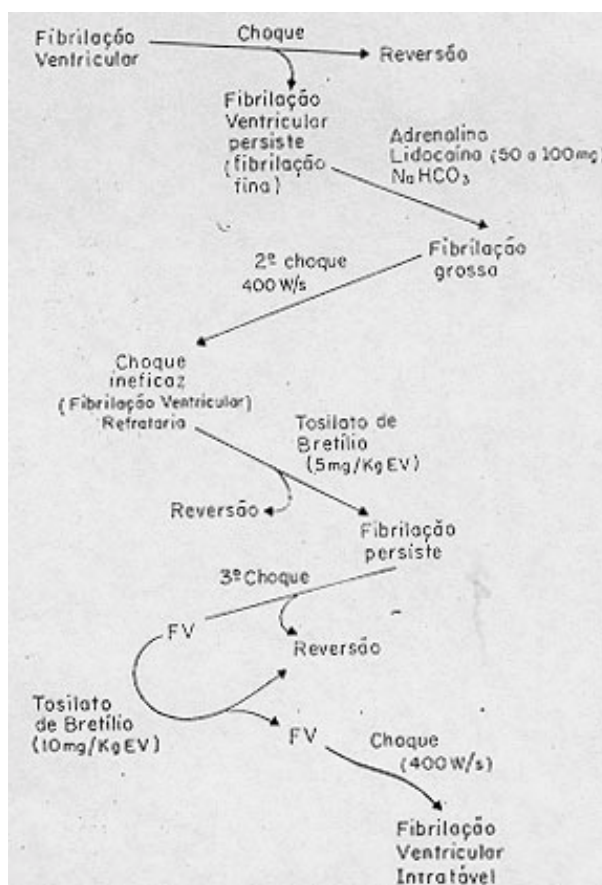 Fibrilação
Ventricular
Choque
Reversão
Fibrilação
Ventricular
persiste
(fibrilação
fina)
Adrenalina
Lidocaína (50 a 100mg)
NaHCO3
Fibrilação
grossa
2º choque
400 W/s
Choque
ineficaz
(Fibrilação Ventricular)
Refrataria
Tosilato de
Bretílio
(5mg/Kg EV)
Reversão
Fibrilação
persiste
3º Choque
FV
Reversão
Tosilato
de Bretílio
(10mg/Kg EV)
FV
Choque
(400 W/s)
Fibrilação
Ventricular
Intratável